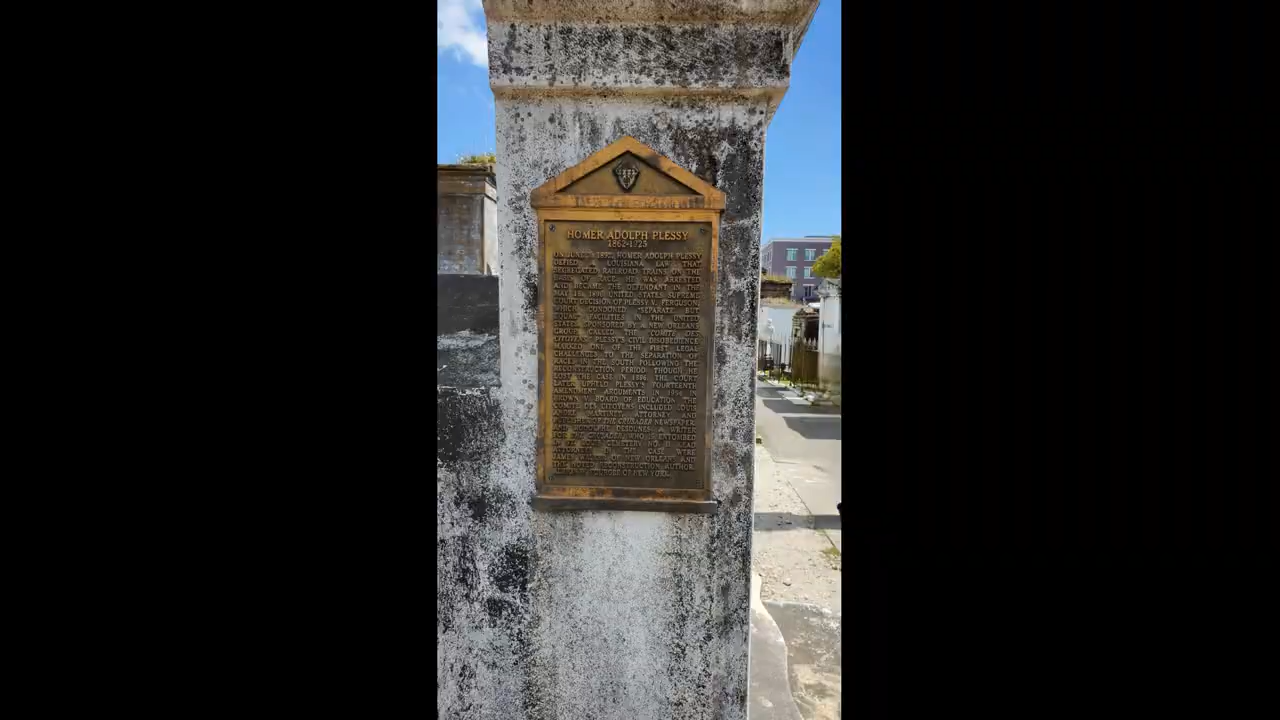 HOMER ADOLPH PLESSY
1862-1925
ON JUNE 7, 1892, HOMER ADOLPH PLESSY
DEFIED A LOUISIANA LAW THAT
SEGREGATED RAILROAD TRAINS ON THE
BASIS OF RACE. HE WAS ARRESTED
AND BECAME THE DEFENDANT IN THE
MAY 18, 1896 UNITED STATES SUPREME
COURT DECISION OF PLESSY V. FERGUSON,
WHICH CONDONED "SEPARATE BUT
EQUAL" FACILITIES IN THE UNITED
STATES. SPONSORED BY A NEW ORLEANS
GROUP CALLED THE COMITE DES
CITOYENS, PLESSY'S CIVIL DISOBEDIENCE
MARKED ONE OF THE FIRST LEGAL
CHALLENGES TO THE SEPARATION OF
RACES IN THE SOUTH FOLLOWING THE
RECONSTRUCTION PERIOD. THOUGH HE
LOST THE CASE IN 1896, THE COURT
LATER UPHELD PLESSY'S FOURTEENTH
AMENDMENT ARGUMENTS IN 1954 IN
BROWN V. BOARD OF EDUCATION. THE
COMITE DES CITOYENS INCLUDED LOUIS
ANDRE MARTINET, ATTORNEY AND
PUBLISHER OF THE CRUSADER NEWSPAPER,
AND RODOLPHE DESDUNES, A WRITER
FOR THE CRUSADER WHO IS ENTOMBED
IN ST. LOUIS CEMETERY NO. II. LEAD
ATTORNEYS IN THE CASE WERE
JAMES WALKER OF NEW ORLEANS AND
THE NOTED RECONSTRUCTION AUTHOR,
OF NEW YORK.